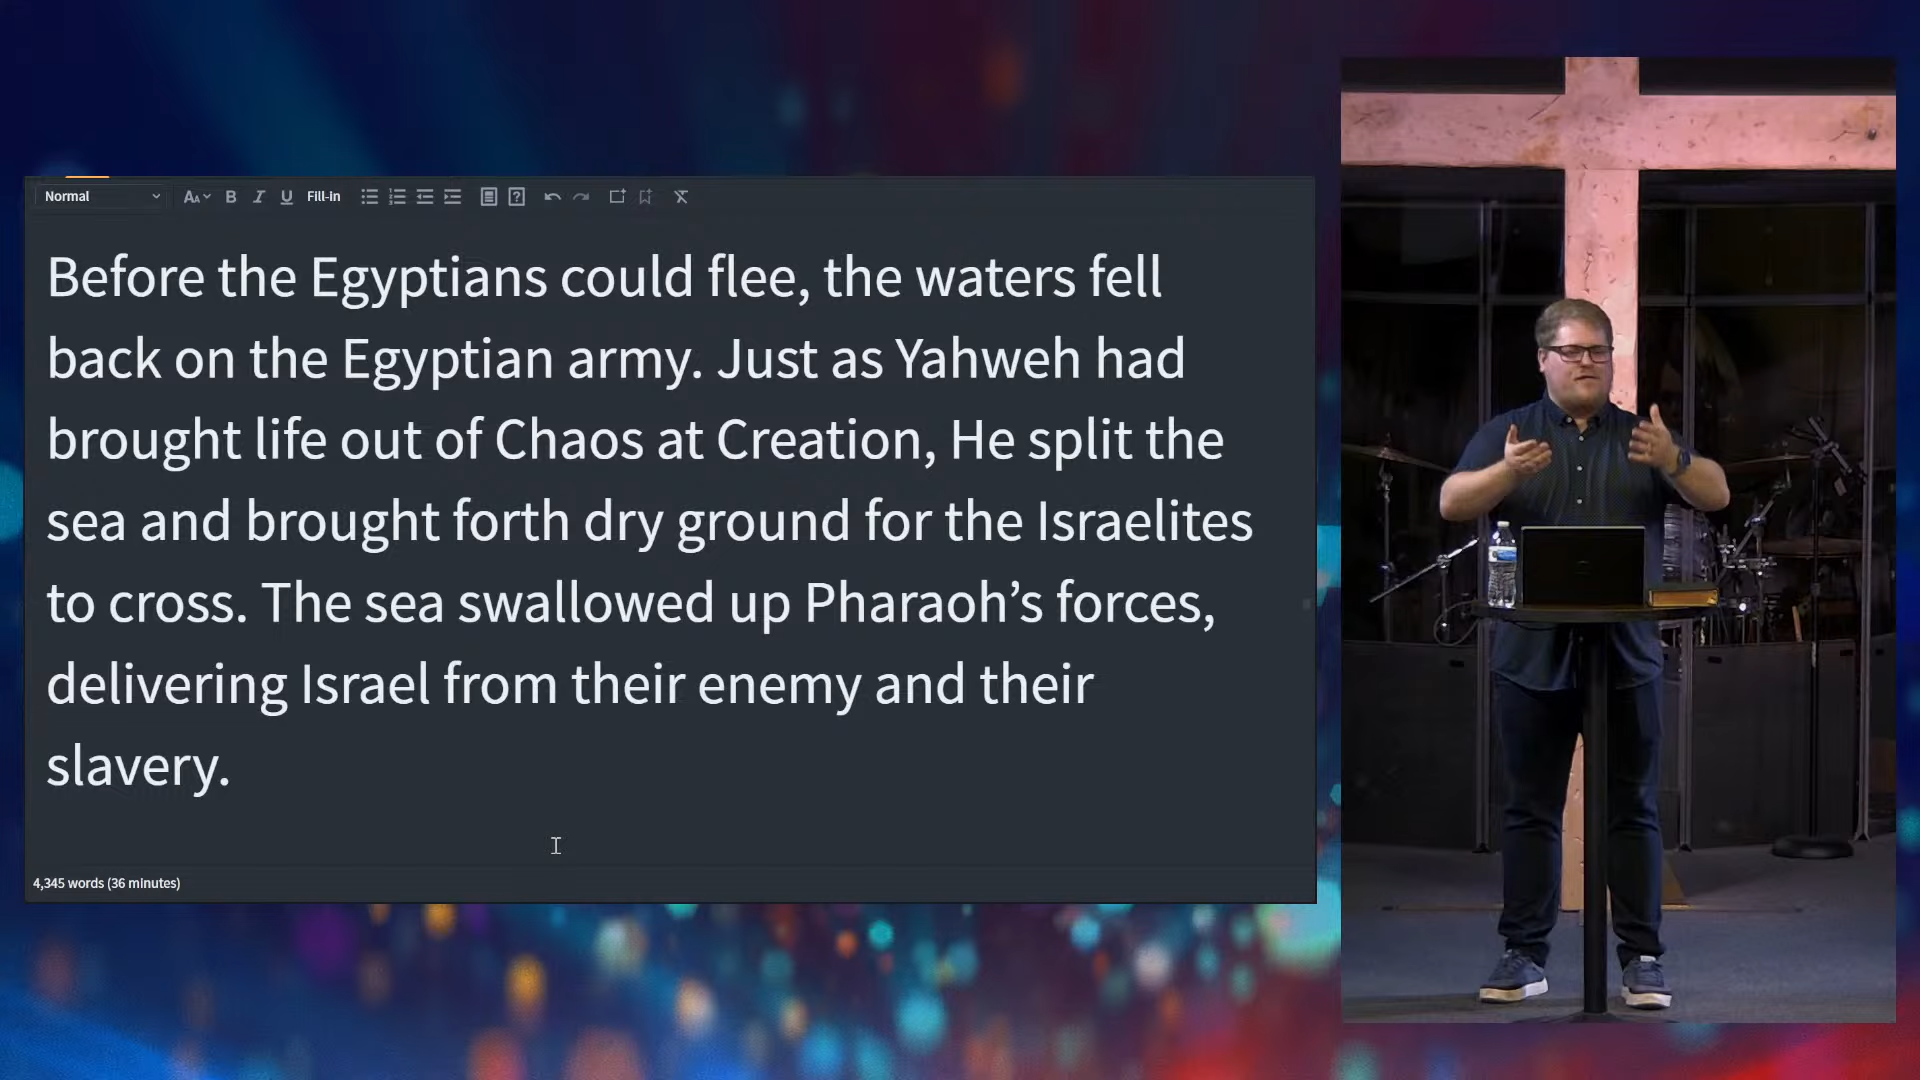 Normal
AA B I U Fill-in
Before the Egyptians could flee, the waters fell
back on the Egyptian army. Just as Yahweh had
brought life out of Chaos at Creation, He split the
sea and brought forth dry ground for the Israelites
to cross. The sea swallowed up Pharaoh’s forces,
delivering Israel from their enemy and their
slavery.
4,345 words (36 minutes)